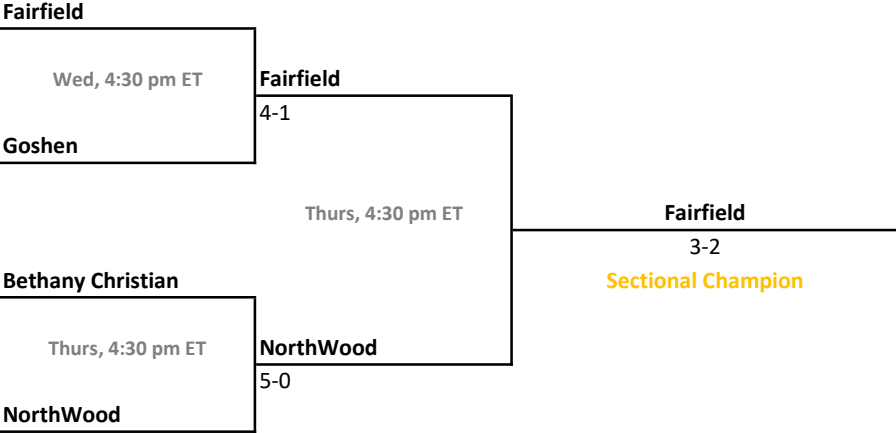 Fairfield
Wed, 4:30 pm ET
Fairfield
4-1
Goshen
Thurs, 4:30 pm ET
Fairfield
3-2
Sectional Champion
Bethany Christian
Thurs, 4:30 pm ET
NorthWood
5-0
NorthWood